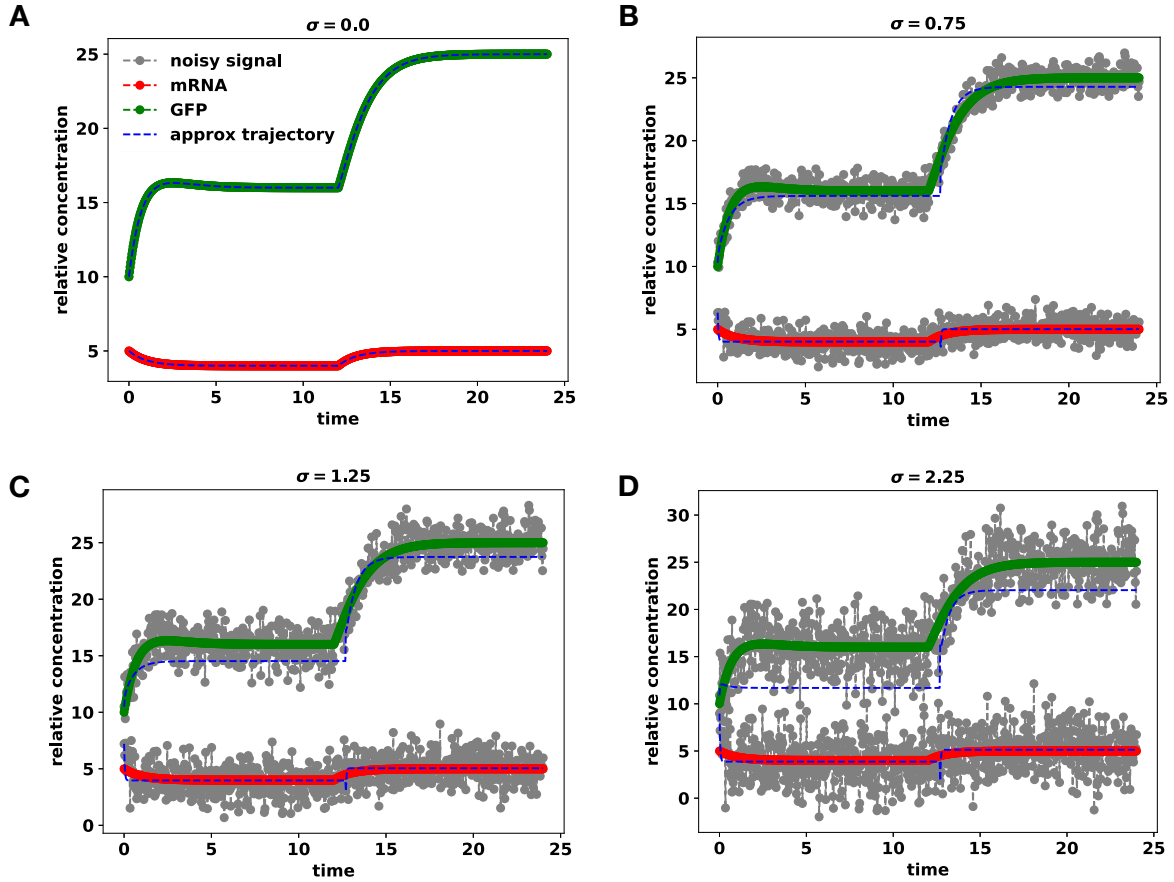 A
σ = 0.0
noisy signal
mRNA
GFP
approx trajectory
relative concentration
25
20
15
10
5
0 5 10 15 20 25
time
B
σ = 0.75
relative concentration
25
20
15
10
5
0 5 10 15 20 25
time
C
σ = 1.25
relative concentration
25
20
15
10
5
0
0 5 10 15 20 25
time
D
σ = 2.25
relative concentration
30
25
20
15
10
5
0
0 5 10 15 20 25
time